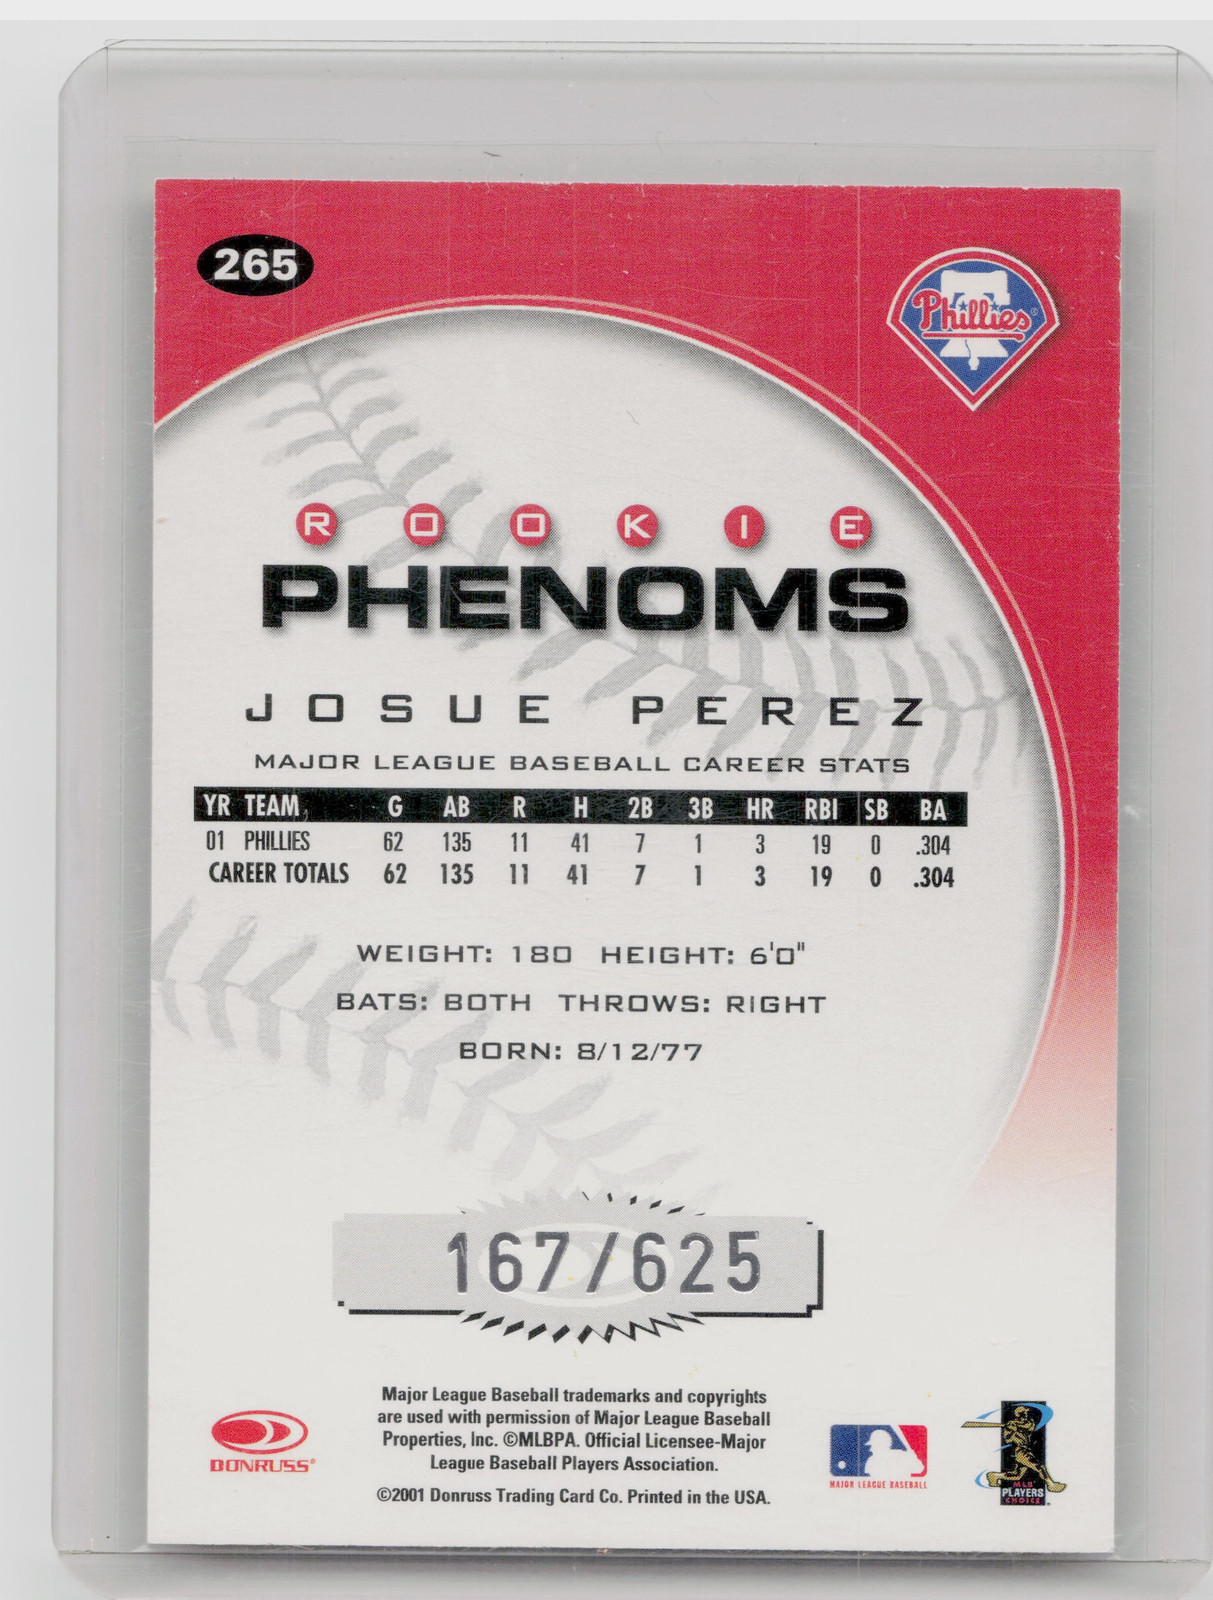 265
Phillies
ROOKIE
PHENOMS
JOSUE PEREZ
MAJOR LEAGUE BASEBALL CAREER STATS
YR TEAM G AB R H 2B 3B HR RBI SB BA
01 PHILLIES 62 135 11 41 7 1 3 19 0 .304
CAREER TOTALS 62 135 11 41 7 1 3 19 0 .304
WEIGHT: 180 HEIGHT: 6'0"
BATS: BOTH THROWS: RIGHT
BORN: 8/12/77
167/625
Major League Baseball trademarks and copyrights
are used with permission of Major League Baseball
Properties, Inc. ©MLBPA. Official Licensee-Major
League Baseball Players Association.
©2001 Donruss Trading Card Co. Printed in the USA.
DONRUSS®
MAJOR LEAGUE BASEBALL
MLB
PLAYERS
CHOICE